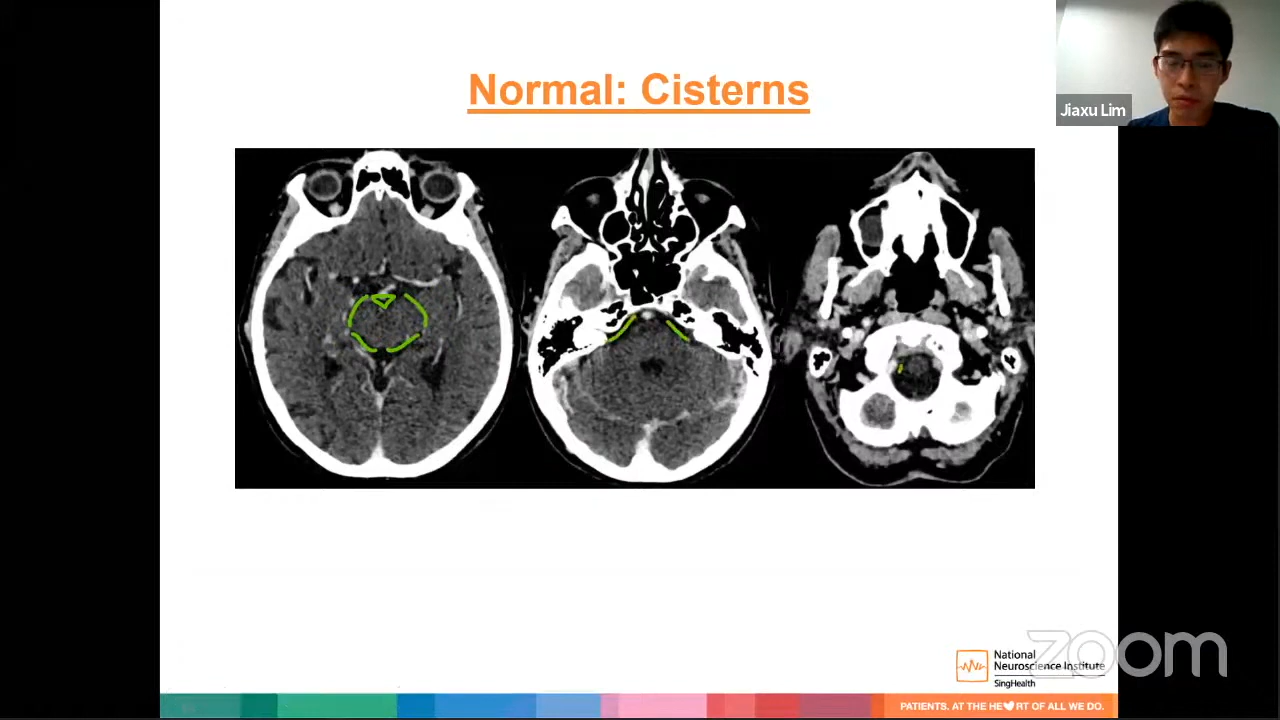 Normal: Cisterns
Jiaxu Lim
National
Neuroscience Institute
SingHealth
zoom
PATIENTS. AT THE HE RT OF ALL WE DO.